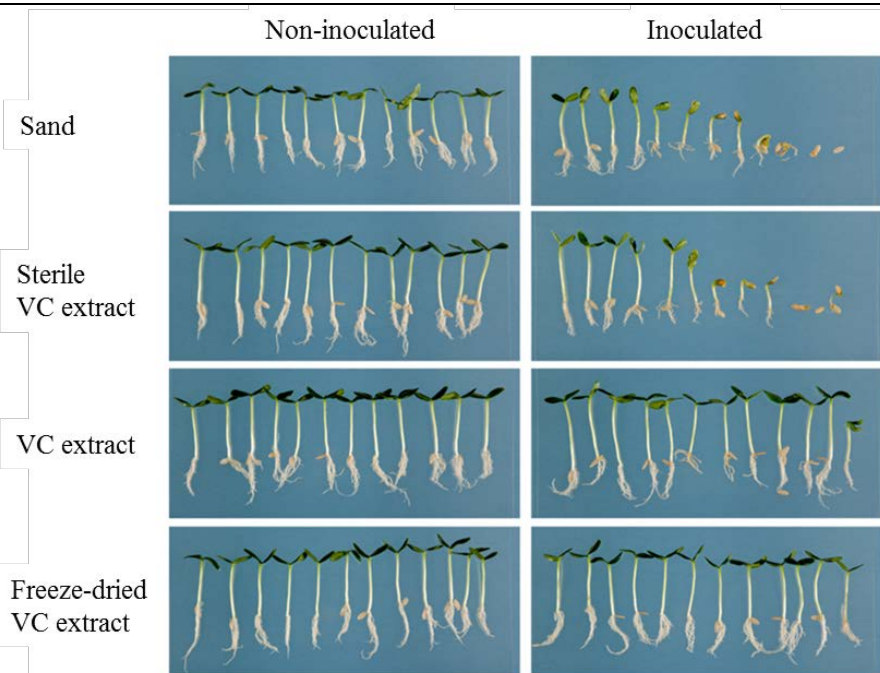 Non-inoculated
Inoculated
Sand
Sterile
VC extract
VC extract
Freeze-dried
VC extract